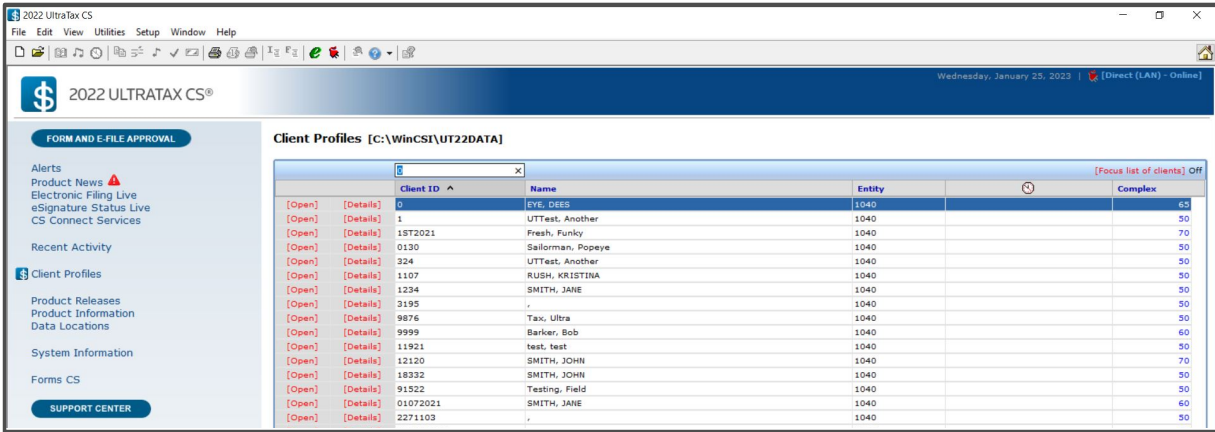 2022 UltraTax CS
File Edit View Utilities Setup Window Help
Wednesday, January 25, 2023 | [Direct (LAN) - Online]
2022 ULTRATAX CS®
FORM AND E-FILE APPROVAL
Alerts
Product News
Electronic Filing Live
eSignature Status Live
CS Connect Services
Recent Activity
Client Profiles
Product Releases
Product Information
Data Locations
System Information
Forms CS
SUPPORT CENTER
Client Profiles [C:\WinCSI\UT22DATA]
0 [Focus list of clients] Off
Client ID Name Entity Complex
[Open] [Details] 0 EYE, DEES 1040 65
[Open] [Details] 1 UTTest, Another 1040 50
[Open] [Details] 1ST2021 Fresh, Funky 1040 70
[Open] [Details] 0130 Sailorman, Popeye 1040 50
[Open] [Details] 324 UTTest, Another 1040 50
[Open] [Details] 1107 RUSH, KRISTINA 1040 50
[Open] [Details] 1234 SMITH, JANE 1040 50
[Open] [Details] 3195 , 1040 50
[Open] [Details] 9876 Tax, Ultra 1040 50
[Open] [Details] 9999 Barker, Bob 1040 60
[Open] [Details] 11921 test, test 1040 50
[Open] [Details] 12120 SMITH, JOHN 1040 70
[Open] [Details] 18332 SMITH, JOHN 1040 50
[Open] [Details] 91522 Testing, Field 1040 50
[Open] [Details] 01072021 SMITH, JANE 1040 60
[Open] [Details] 2271103 , 1040 50